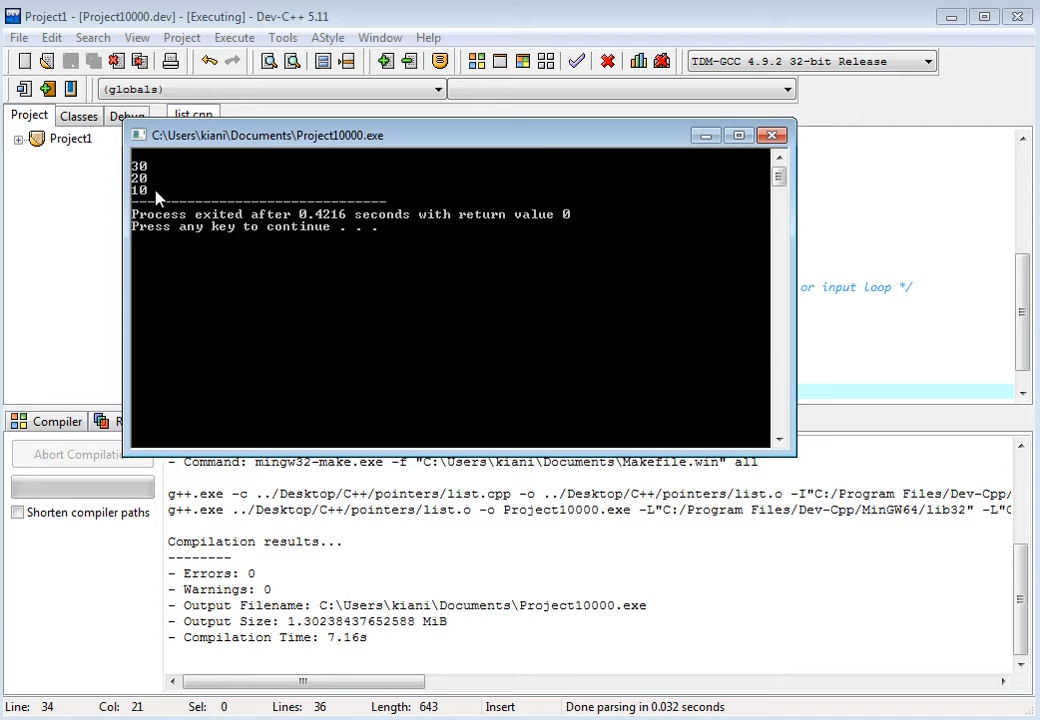 Project1 - [Project10000.dev] - [Executing] - Dev-C++ 5.11
File Edit Search View Project Execute Tools AStyle Window Help
TDM-GCC 4.9.2 32-bit Release
(globals)
Project Classes Debug list.cpp
Project1
C:\Users\kiani\Documents\Project10000.exe
30
20
10
--------------------------------
Process exited after 0.4216 seconds with return value 0
Press any key to continue . . .
or input loop */
Compiler R
Abort Compilation
Shorten compiler paths
- Command: mingw32-make.exe -f "C:\Users\kiani\Documents\Makefile.win" all
g++.exe -c ../Desktop/C++/pointers/list.cpp -o ../Desktop/C++/pointers/list.o -I"C:/Program Files/Dev-Cpp/
g++.exe ../Desktop/C++/pointers/list.o -o Project10000.exe -L"C:/Program Files/Dev-Cpp/MinGW64/lib32" -L"C
Compilation results...
--------
- Errors: 0
- Warnings: 0
- Output Filename: C:\Users\kiani\Documents\Project10000.exe
- Output Size: 1.30238437652588 MiB
- Compilation Time: 7.16s
Line: 34 Col: 21 Sel: 0 Lines: 36 Length: 643 Insert Done parsing in 0.032 seconds